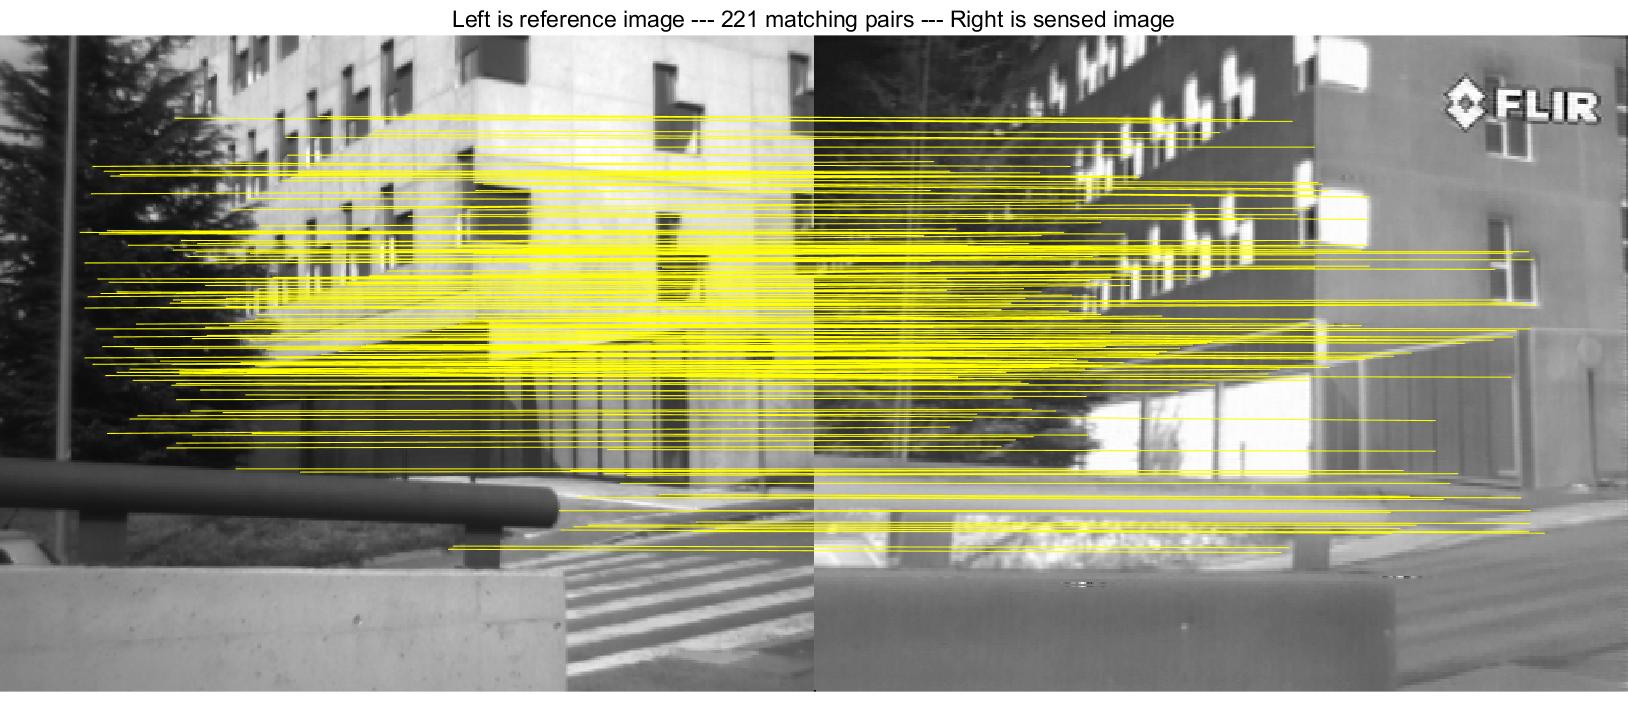 Left is reference image --- 221 matching pairs --- Right is sensed image
FLIR